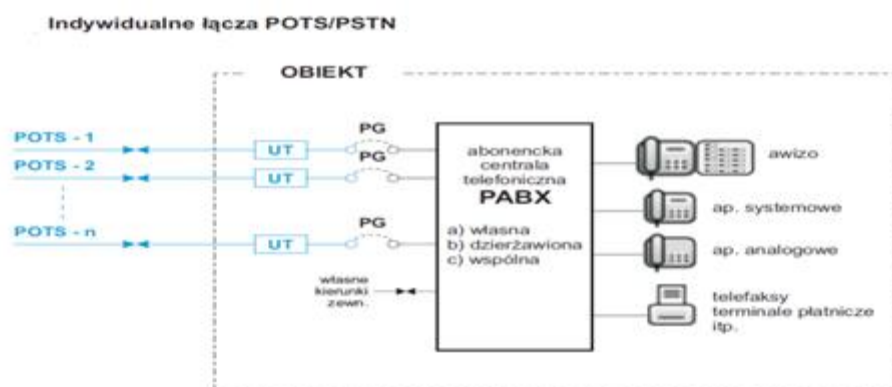 Indywidualne łącza POTS/PSTN
OBIEKT
POTS - 1
UT
PG
POTS - 2
UT
PG
POTS - n
UT
PG
własne
kierunki
zewn.
abonencka
centrala
telefoniczna
PABX
a) własna
b) dzierżawiona
c) wspólna
awizo
ap. systemowe
ap. analogowe
telefaksy
terminale płatnicze
itp.